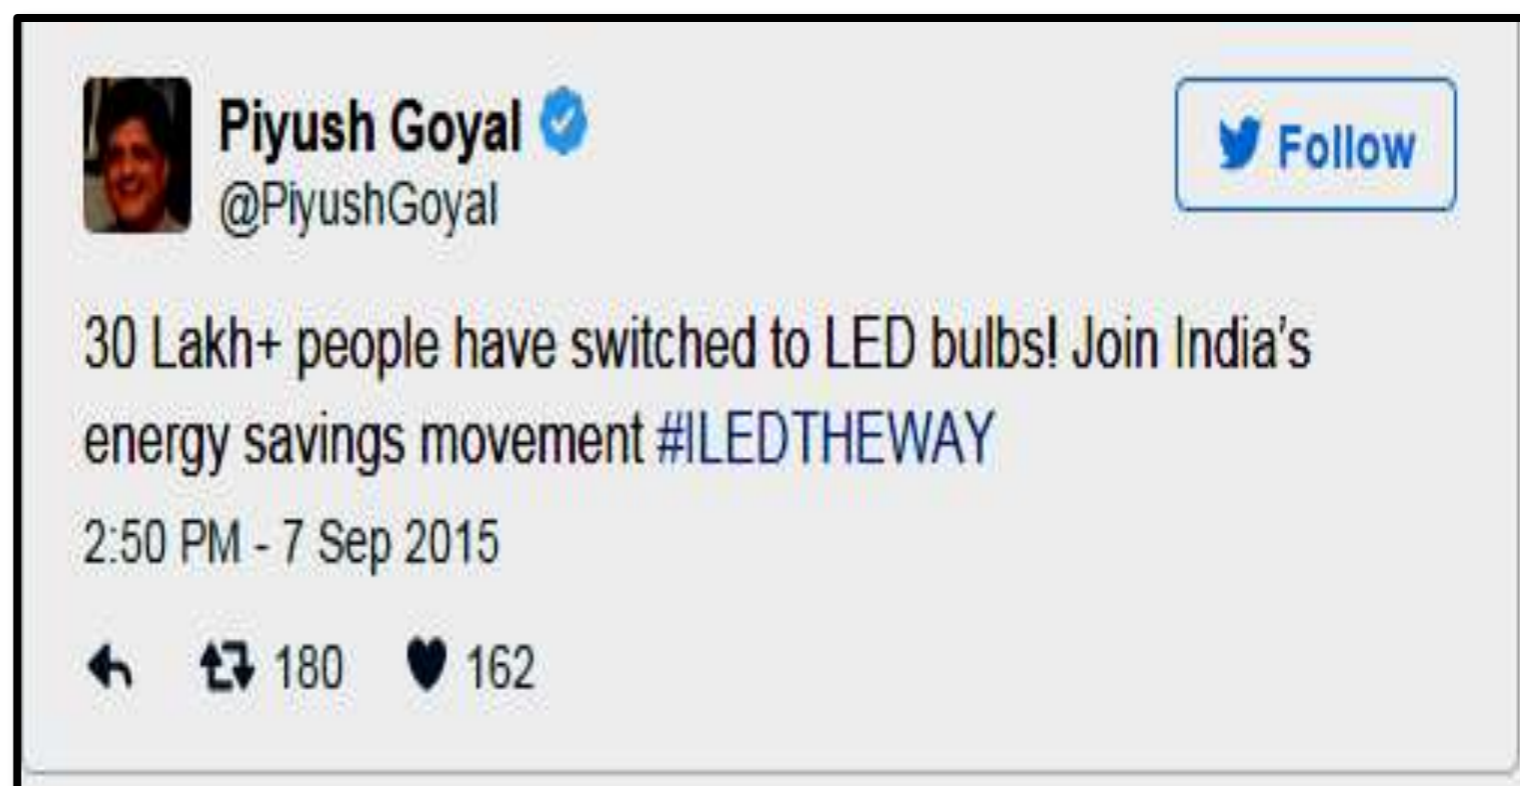 Piyush Goyal
@PiyushGoyal
Follow
30 Lakh+ people have switched to LED bulbs! Join India's
energy savings movement #ILEDTHEWAY
2:50 PM - 7 Sep 2015
180 162